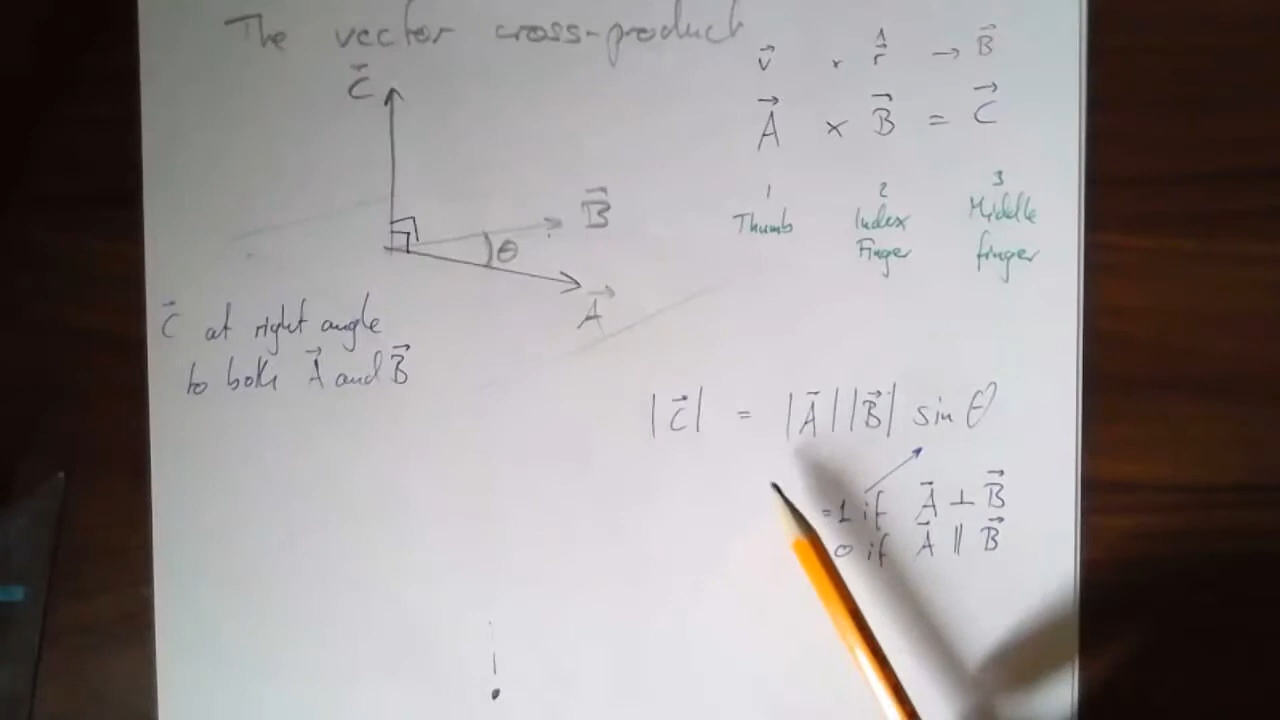 The vector cross-product
v⃗ × r̂ → B⃗
A⃗ × B⃗ = C⃗
1 2 3
Thumb Index Finger Middle finger
C⃗
B⃗
θ
A⃗
C⃗ at right angle
to both A⃗ and B⃗
|C⃗| = |A⃗||B⃗| sin θ
=1 if A⃗ ⊥ B⃗
0 if A⃗ ∥ B⃗